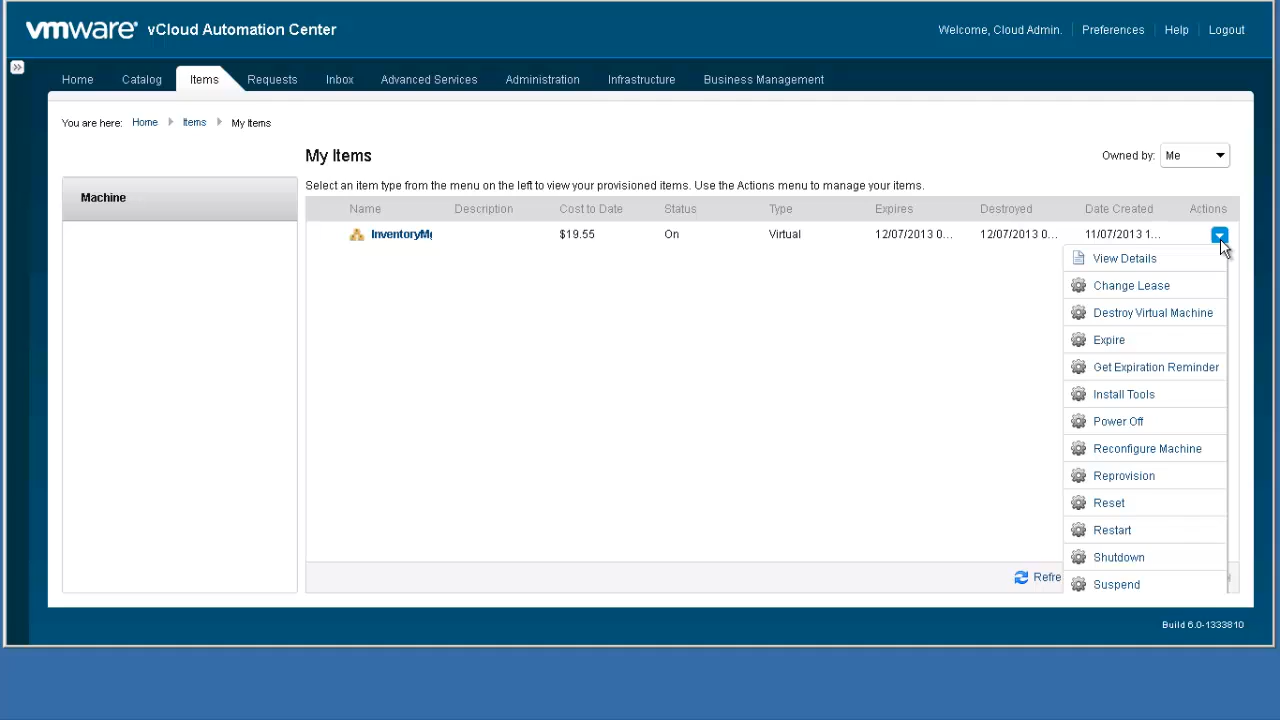 vmware® vCloud Automation Center
Welcome, Cloud Admin. Preferences Help Logout
Home Catalog Items Requests Inbox Advanced Services Administration Infrastructure Business Management
You are here: Home Items My Items
My Items
Owned by: Me
Machine
Select an item type from the menu on the left to view your provisioned items. Use the Actions menu to manage your items.
Name Description Cost to Date Status Type Expires Destroyed Date Created Actions
InventoryMg $19.55 On Virtual 12/07/2013 0... 12/07/2013 0... 11/07/2013 1...
View Details
Change Lease
Destroy Virtual Machine
Expire
Get Expiration Reminder
Install Tools
Power Off
Reconfigure Machine
Reprovision
Reset
Restart
Shutdown
Refre
Suspend
Build 6.0-1333810